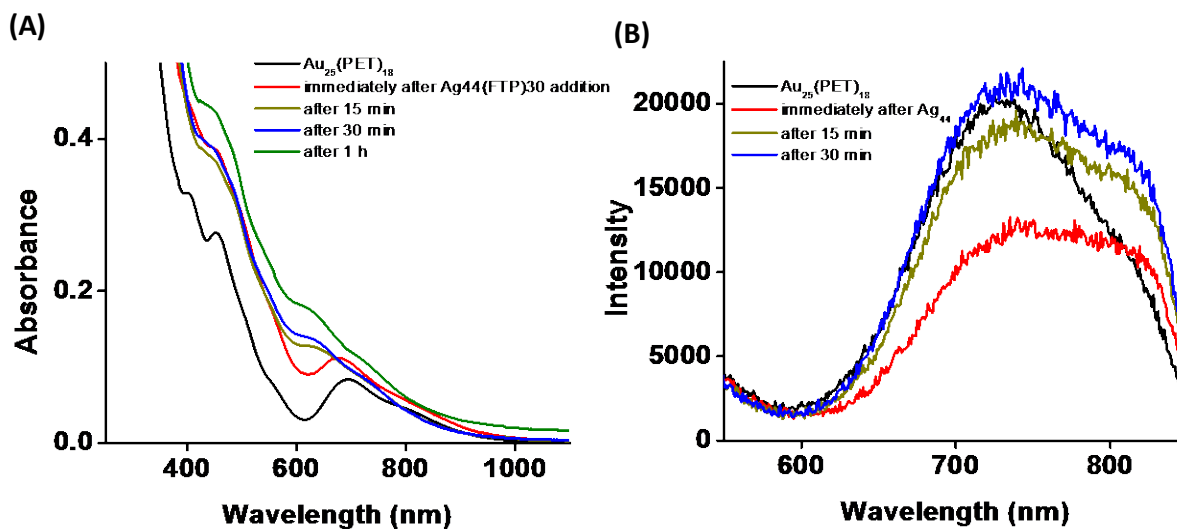 (A)
Absorbance
0.4
0.2
0.0
Au25(PET)18
immediately after Ag44(FTP)30 addition
after 15 min
after 30 min
after 1 h
400 600 800 1000
Wavelength (nm)
(B)
Intensity
20000
15000
10000
5000
0
Au25(PET)18
immediately after Ag44
after 15 min
after 30 min
600 700 800
Wavelength (nm)